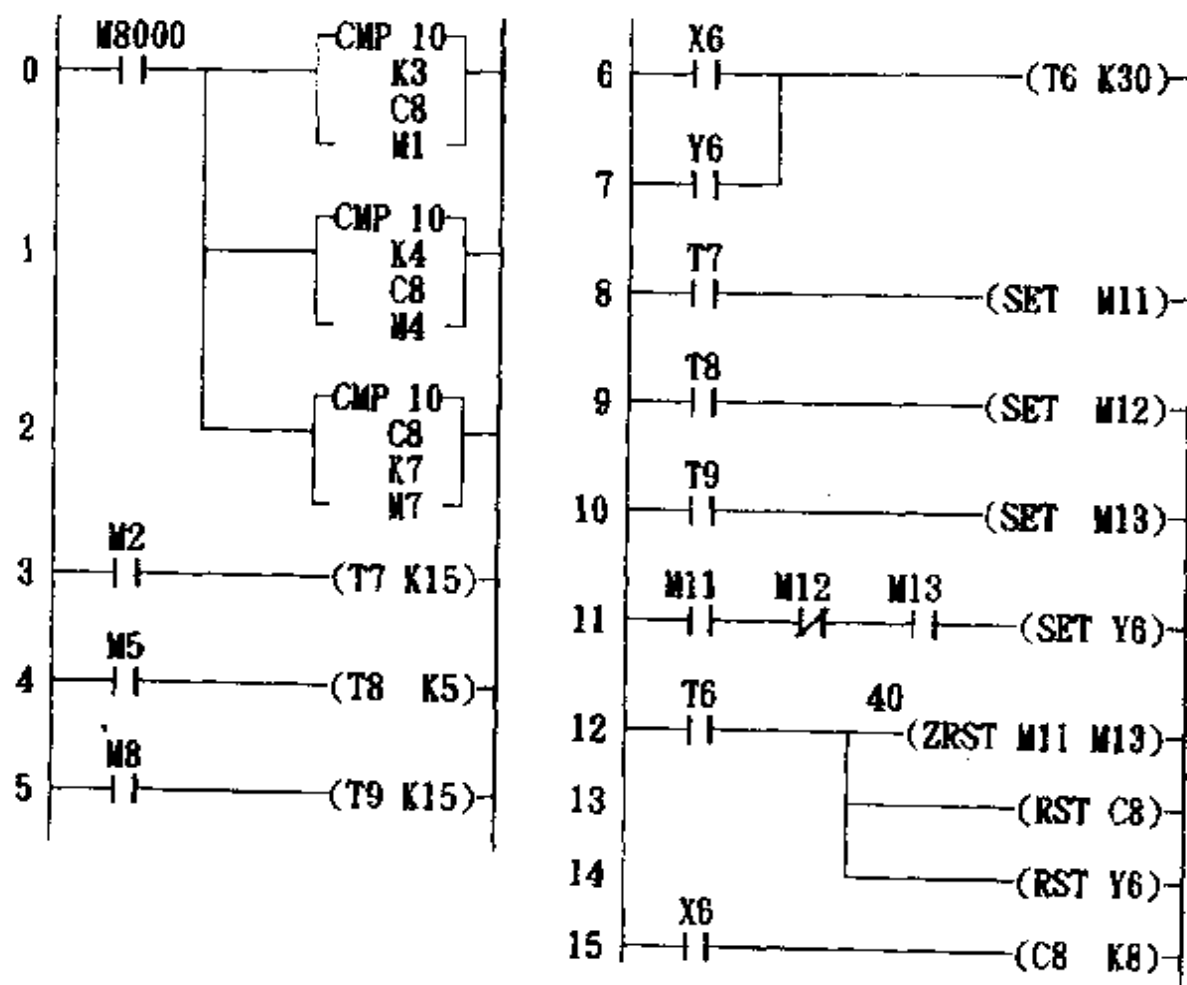 M8000
0
CMP 10
K3
C8
M1
1
CMP 10
K4
C8
M4
2
CMP 10
C8
K7
M7
M2
3
(T7 K15)
M5
4
(T8 K5)
M8
5
(T9 K15)
X6
6
(T6 K30)
Y6
7
T7
8
(SET M11)
T8
9
(SET M12)
T9
10
(SET M13)
M11 M12 M13
11
(SET Y6)
T6 40
12
(ZRST M11 M13)
13
(RST C8)
14
(RST Y6)
X6
15
(C8 K8)